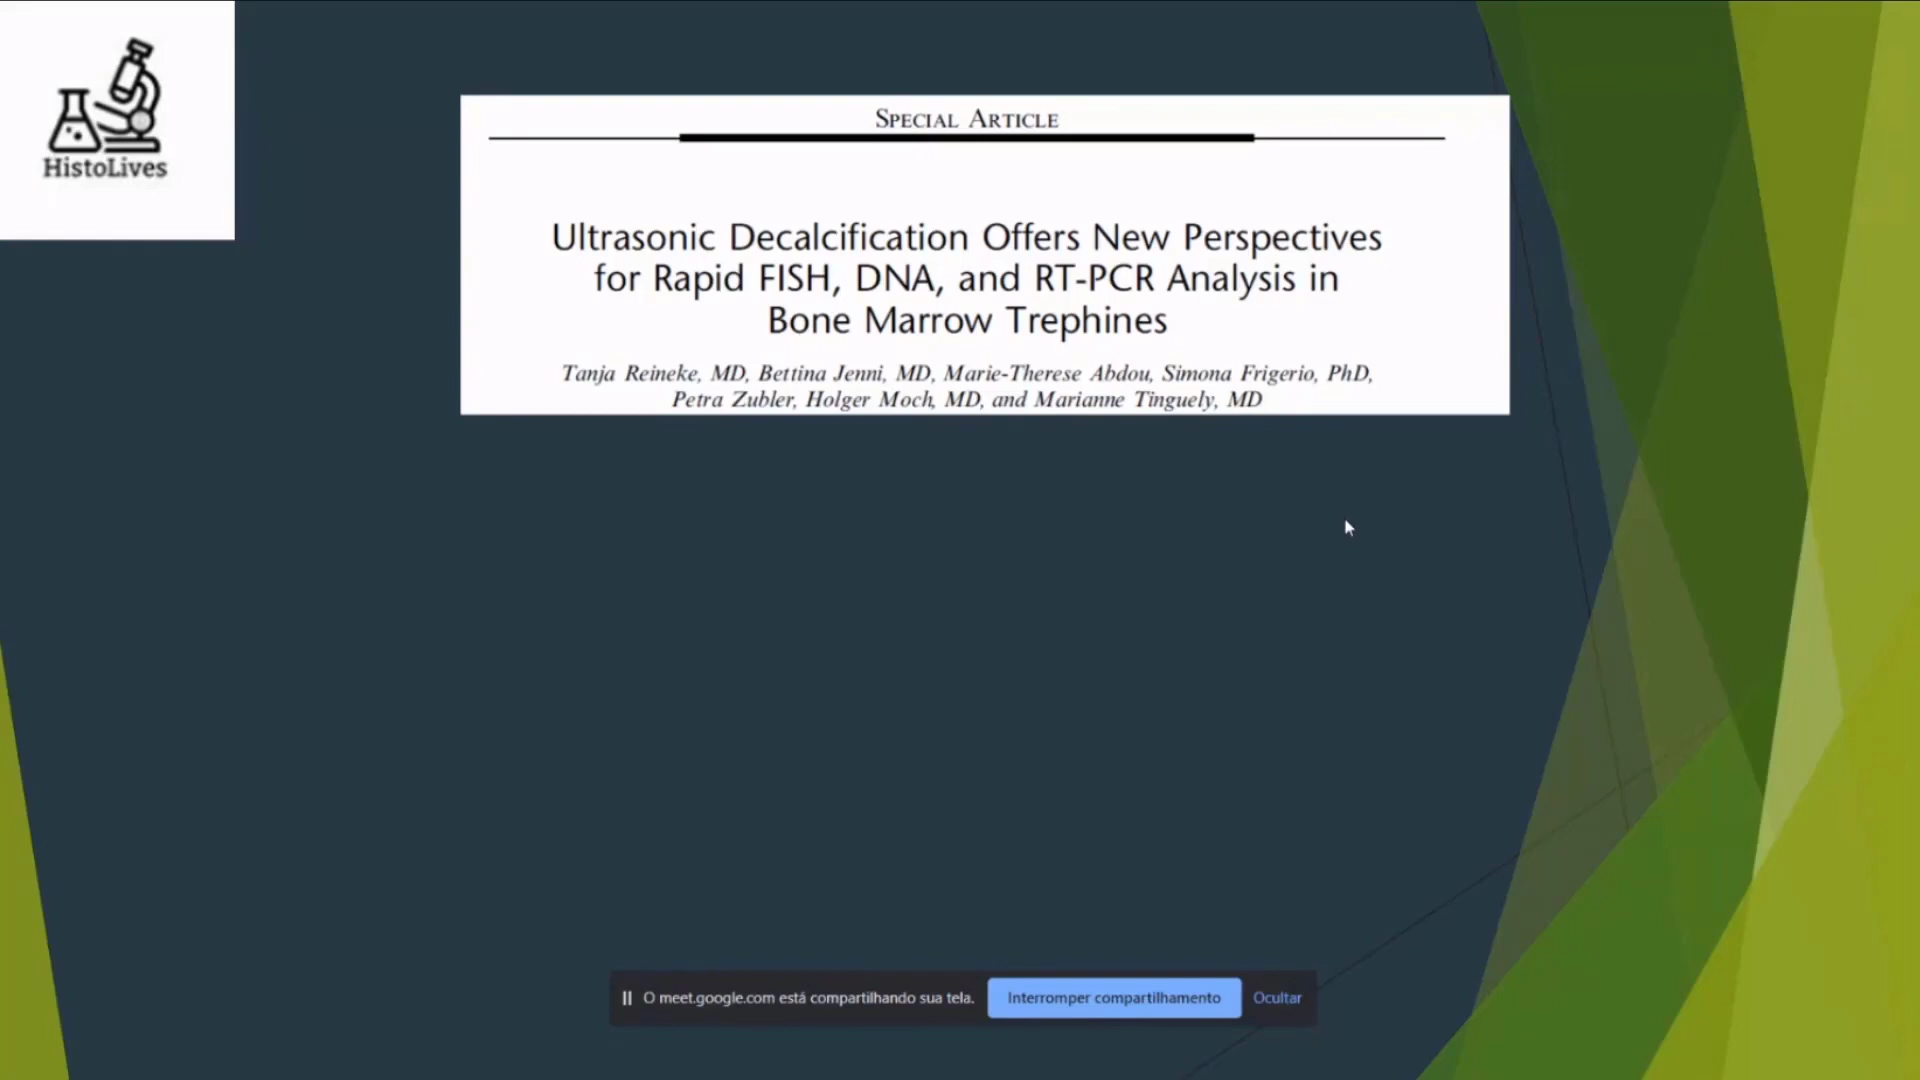 HistoLives
Special Article
Ultrasonic Decalcification Offers New Perspectives
for Rapid FISH, DNA, and RT-PCR Analysis in
Bone Marrow Trephines
Tanja Reineke, MD, Bettina Jenni, MD, Marie-Therese Abdou, Simona Frigerio, PhD,
Petra Zubler, Holger Moch, MD, and Marianne Tinguely, MD
O meet.google.com está compartilhando sua tela. Interromper compartilhamento Ocultar